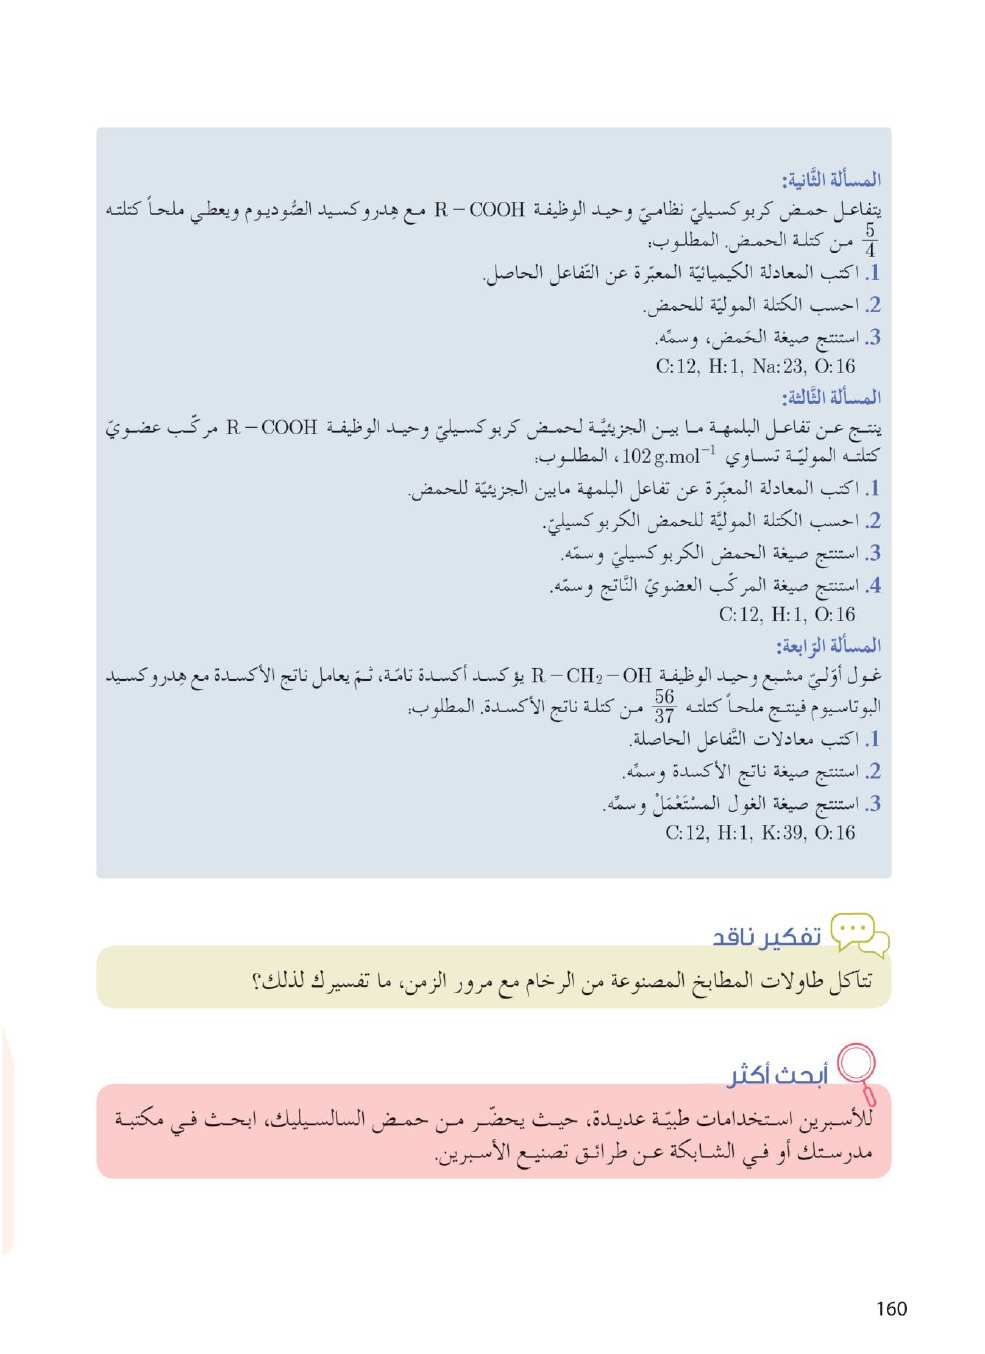 المسألة الثَّانية:
يتفاعل حمض كربوكسيليّ نظاميّ وحيد الوظيفة R−COOH مع هِدروكسيد الصُّوديوم ويعطي ملحاً كتلته
5/4 من كتلة الحمض. المطلوب:
1. اكتب المعادلة الكيميائيّة المعبّرة عن التّفاعل الحاصل.
2. احسب الكتلة الموليّة للحمض.
3. استنتج صيغة الحَمض، وسمِّه.
C:12, H:1, Na:23, O:16
المسألة الثَّالثة:
ينتج عن تفاعل البلمهة ما بين الجزيئيَّة لحمض كربوكسيليّ وحيد الوظيفة R−COOH مركّب عضويّ
كتلته الموليّة تساوي 102 g.mol⁻¹، المطلوب:
1. اكتب المعادلة المعبِّرة عن تفاعل البلمهة مابين الجزيئيّة للحمض.
2. احسب الكتلة الموليَّة للحمض الكربوكسيليّ.
3. استنتج صيغة الحمض الكربوكسيليّ وسمّه.
4. استنتج صيغة المركّب العضويّ النَّاتج وسمّه.
C:12, H:1, O:16
المسألة الرّابعة:
غول أوّليّ مشبع وحيد الوظيفة R−CH₂−OH يؤكسد أكسدة تامّة، ثمّ يعامل ناتج الأكسدة مع هِدروكسيد
البوتاسيوم فينتج ملحاً كتلته 56/37 من كتلة ناتج الأكسدة. المطلوب:
1. اكتب معادلات التَّفاعل الحاصلة.
2. استنتج صيغة ناتج الأكسدة وسمِّه.
3. استنتج صيغة الغول المسْتَعْمَلْ وسمِّه.
C:12, H:1, K:39, O:16
تفكير ناقد
تتآكل طاولات المطابخ المصنوعة من الرخام مع مرور الزمن، ما تفسيرك لذلك؟
أبحث أكثر
للأسبرين استخدامات طبيّة عديدة، حيث يحضّر من حمض السالسيليك، ابحث في مكتبة
مدرستك أو في الشابكة عن طرائق تصنيع الأسبرين.
160